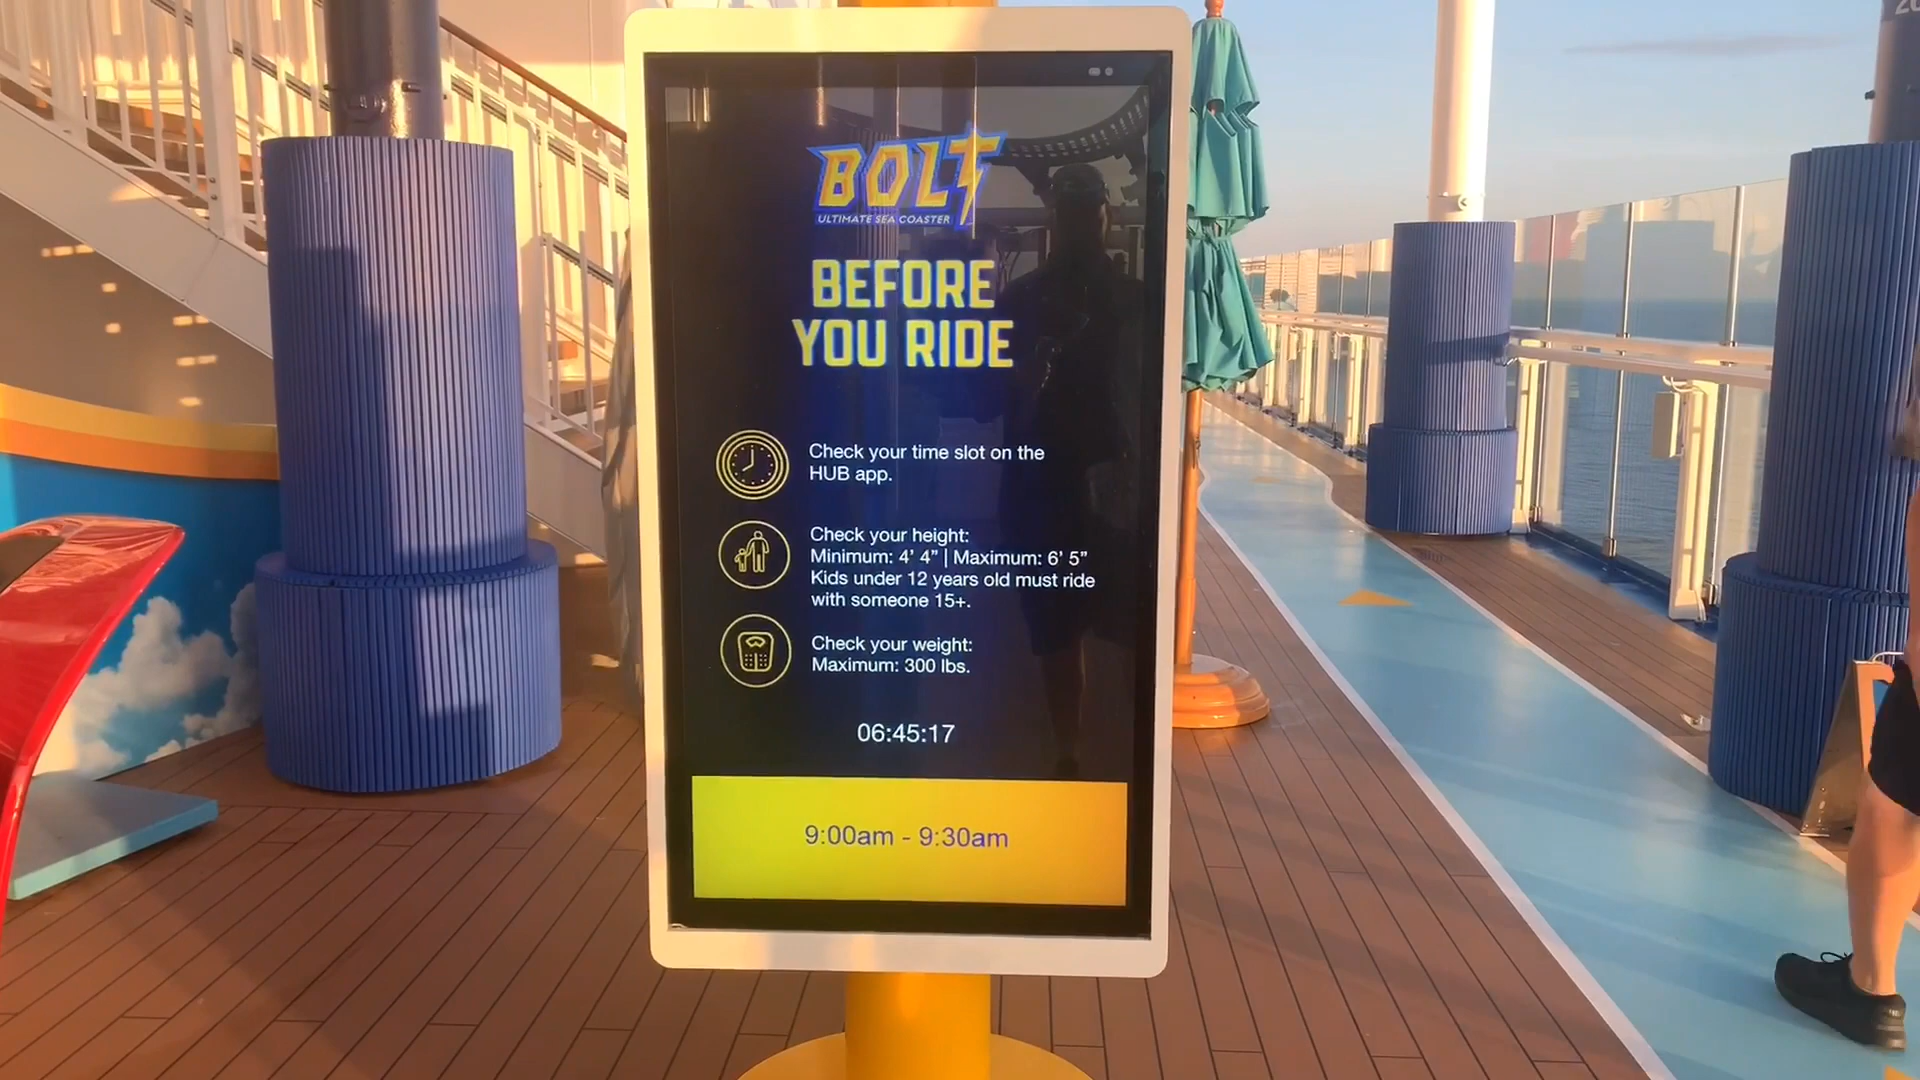 BOLT
ULTIMATE SEA COASTER
BEFORE
YOU RIDE
Check your time slot on the
HUB app.
Check your height:
Minimum: 4’ 4” | Maximum: 6’ 5”
Kids under 12 years old must ride
with someone 15+.
Check your weight:
Maximum: 300 lbs.
06:45:17
9:00am - 9:30am